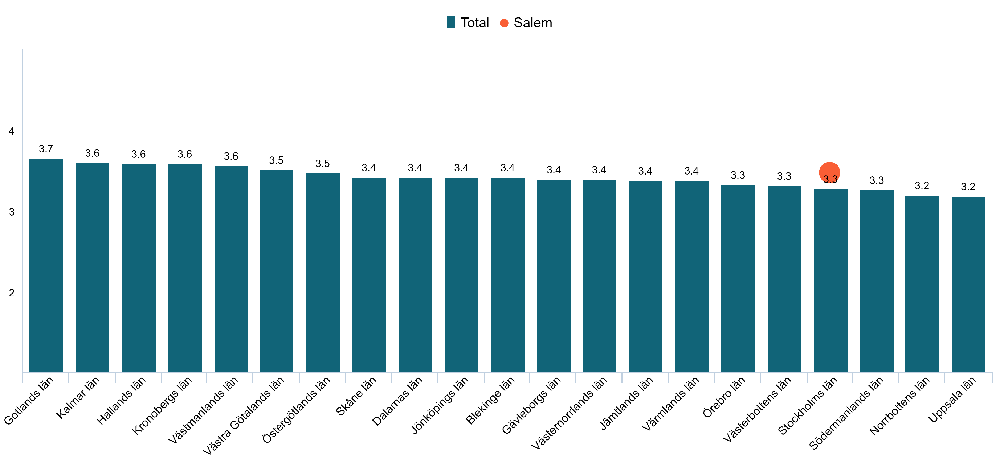 Total Salem
4
3
2
3.7 3.6 3.6 3.6 3.6 3.5 3.5 3.4 3.4 3.4 3.4 3.4 3.4 3.4 3.4 3.3 3.3 3.3 3.3 3.2 3.2
Gotlands län
Kalmar län
Hallands län
Kronobergs län
Västmanlands län
Västra Götalands län
Östergötlands län
Skåne län
Dalarnas län
Jönköpings län
Blekinge län
Gävleborgs län
Västernorrlands län
Jämtlands län
Värmlands län
Örebro län
Västerbottens län
Stockholms län
Södermanlands län
Norrbottens län
Uppsala län